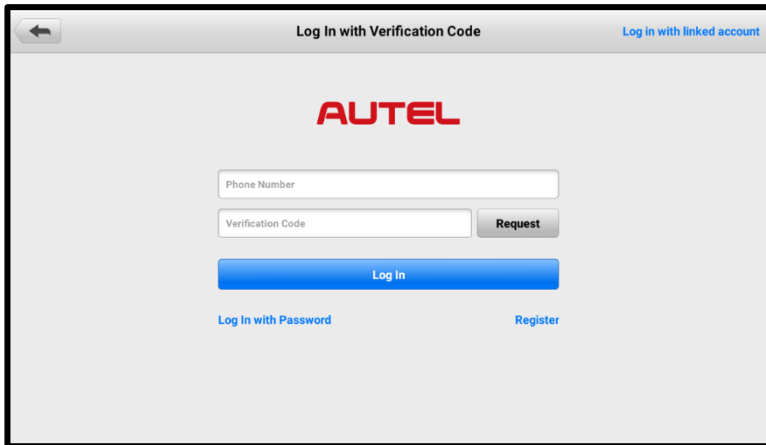 Log In with Verification Code
Log in with linked account
AUTEL
Phone Number
Verification Code
Request
Log In
Log In with Password
Register